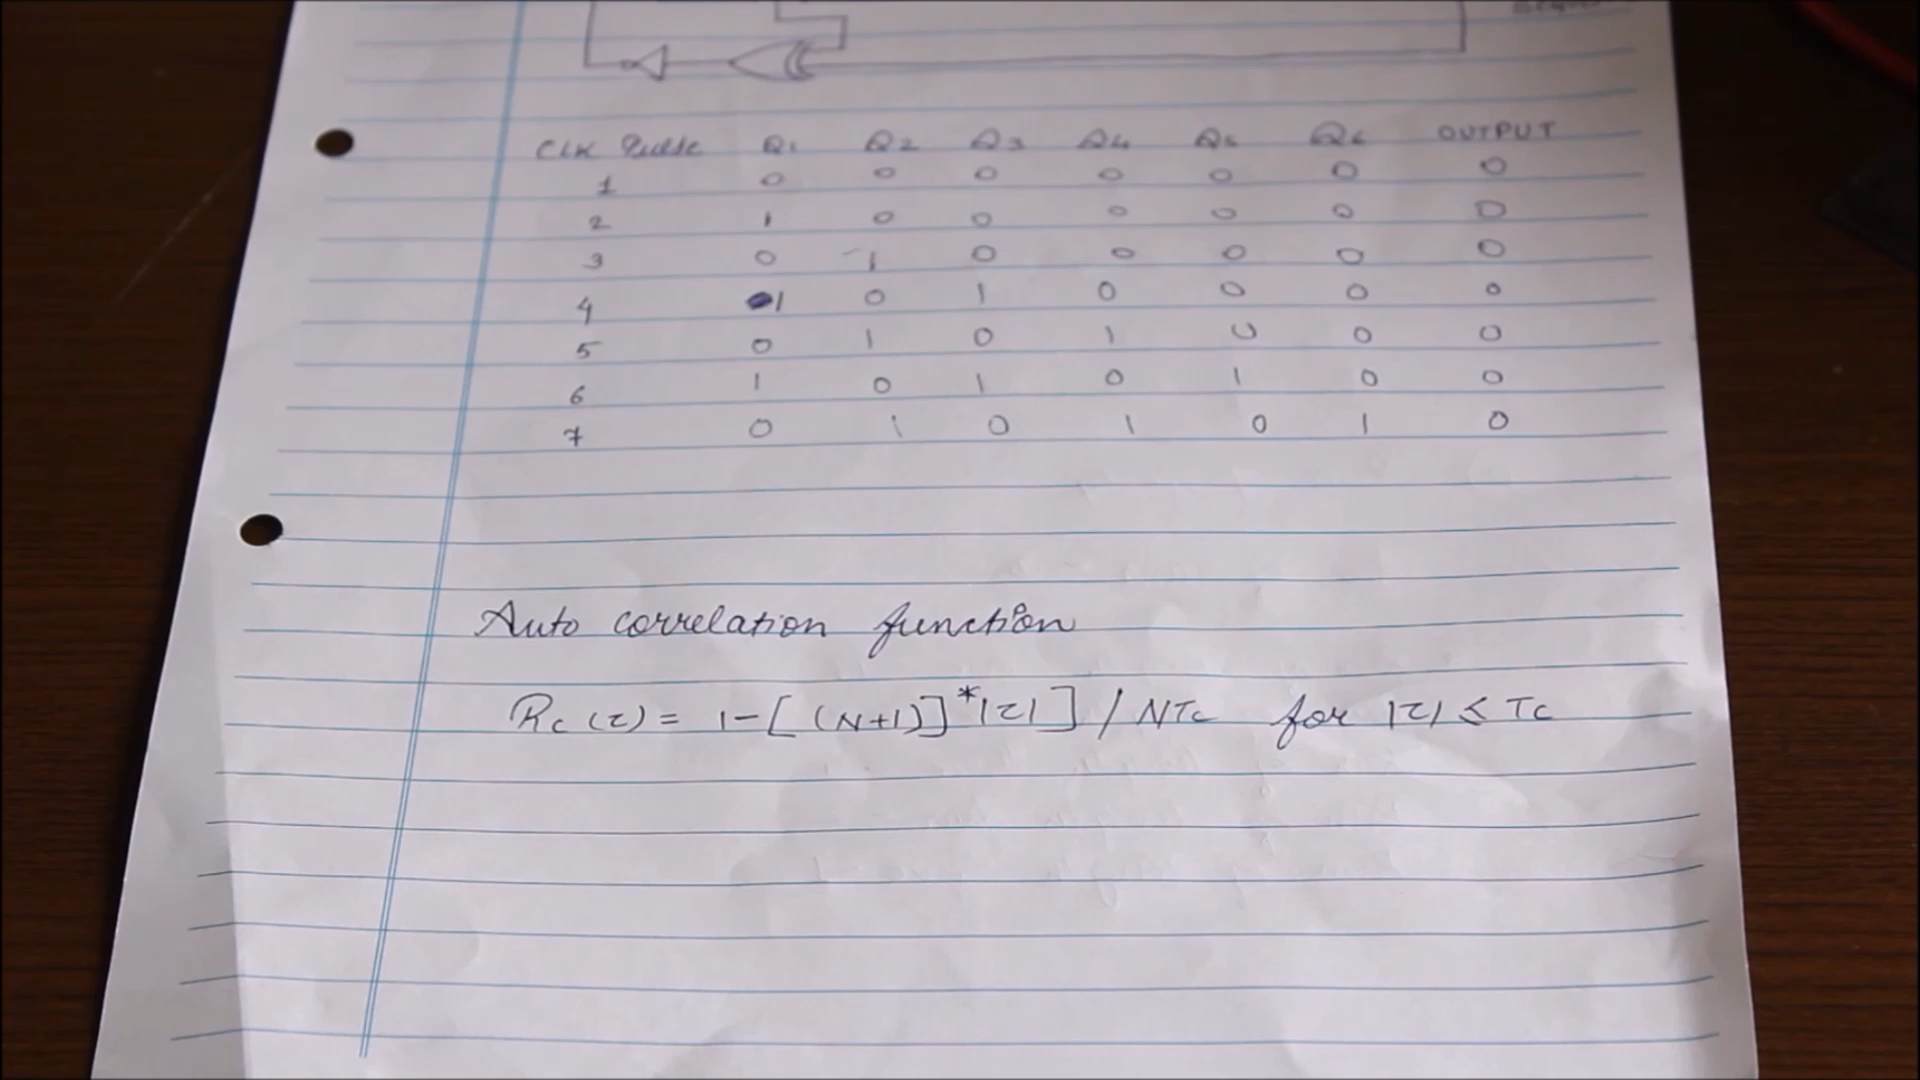 CLK Pulse Q1 Q2 Q3 Q4 Q5 Q6 OUTPUT
1 0 0 0 0 0 0 0
2 1 0 0 0 0 0 0
3 0 1 0 0 0 0 0
4 1 0 1 0 0 0 0
5 0 1 0 1 0 0 0
6 1 0 1 0 1 0 0
7 0 1 0 1 0 1 0
Auto correlation function
Rc(τ) = 1-[(N+1)]*|τ|] / NTc for |τ| ≤ Tc